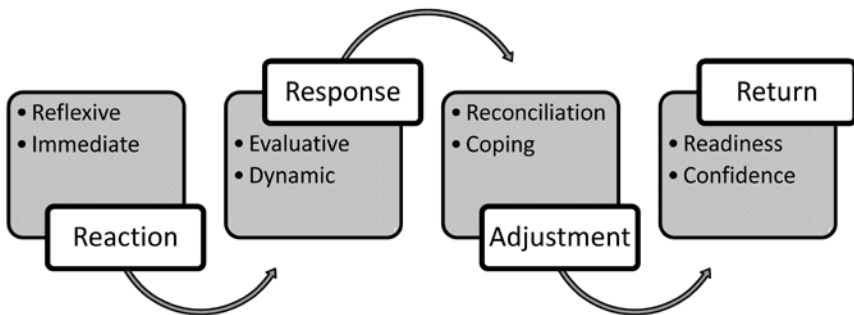 • Reflexive
• Immediate
Reaction
Response
• Evaluative
• Dynamic
• Reconciliation
• Coping
Adjustment
Return
• Readiness
• Confidence